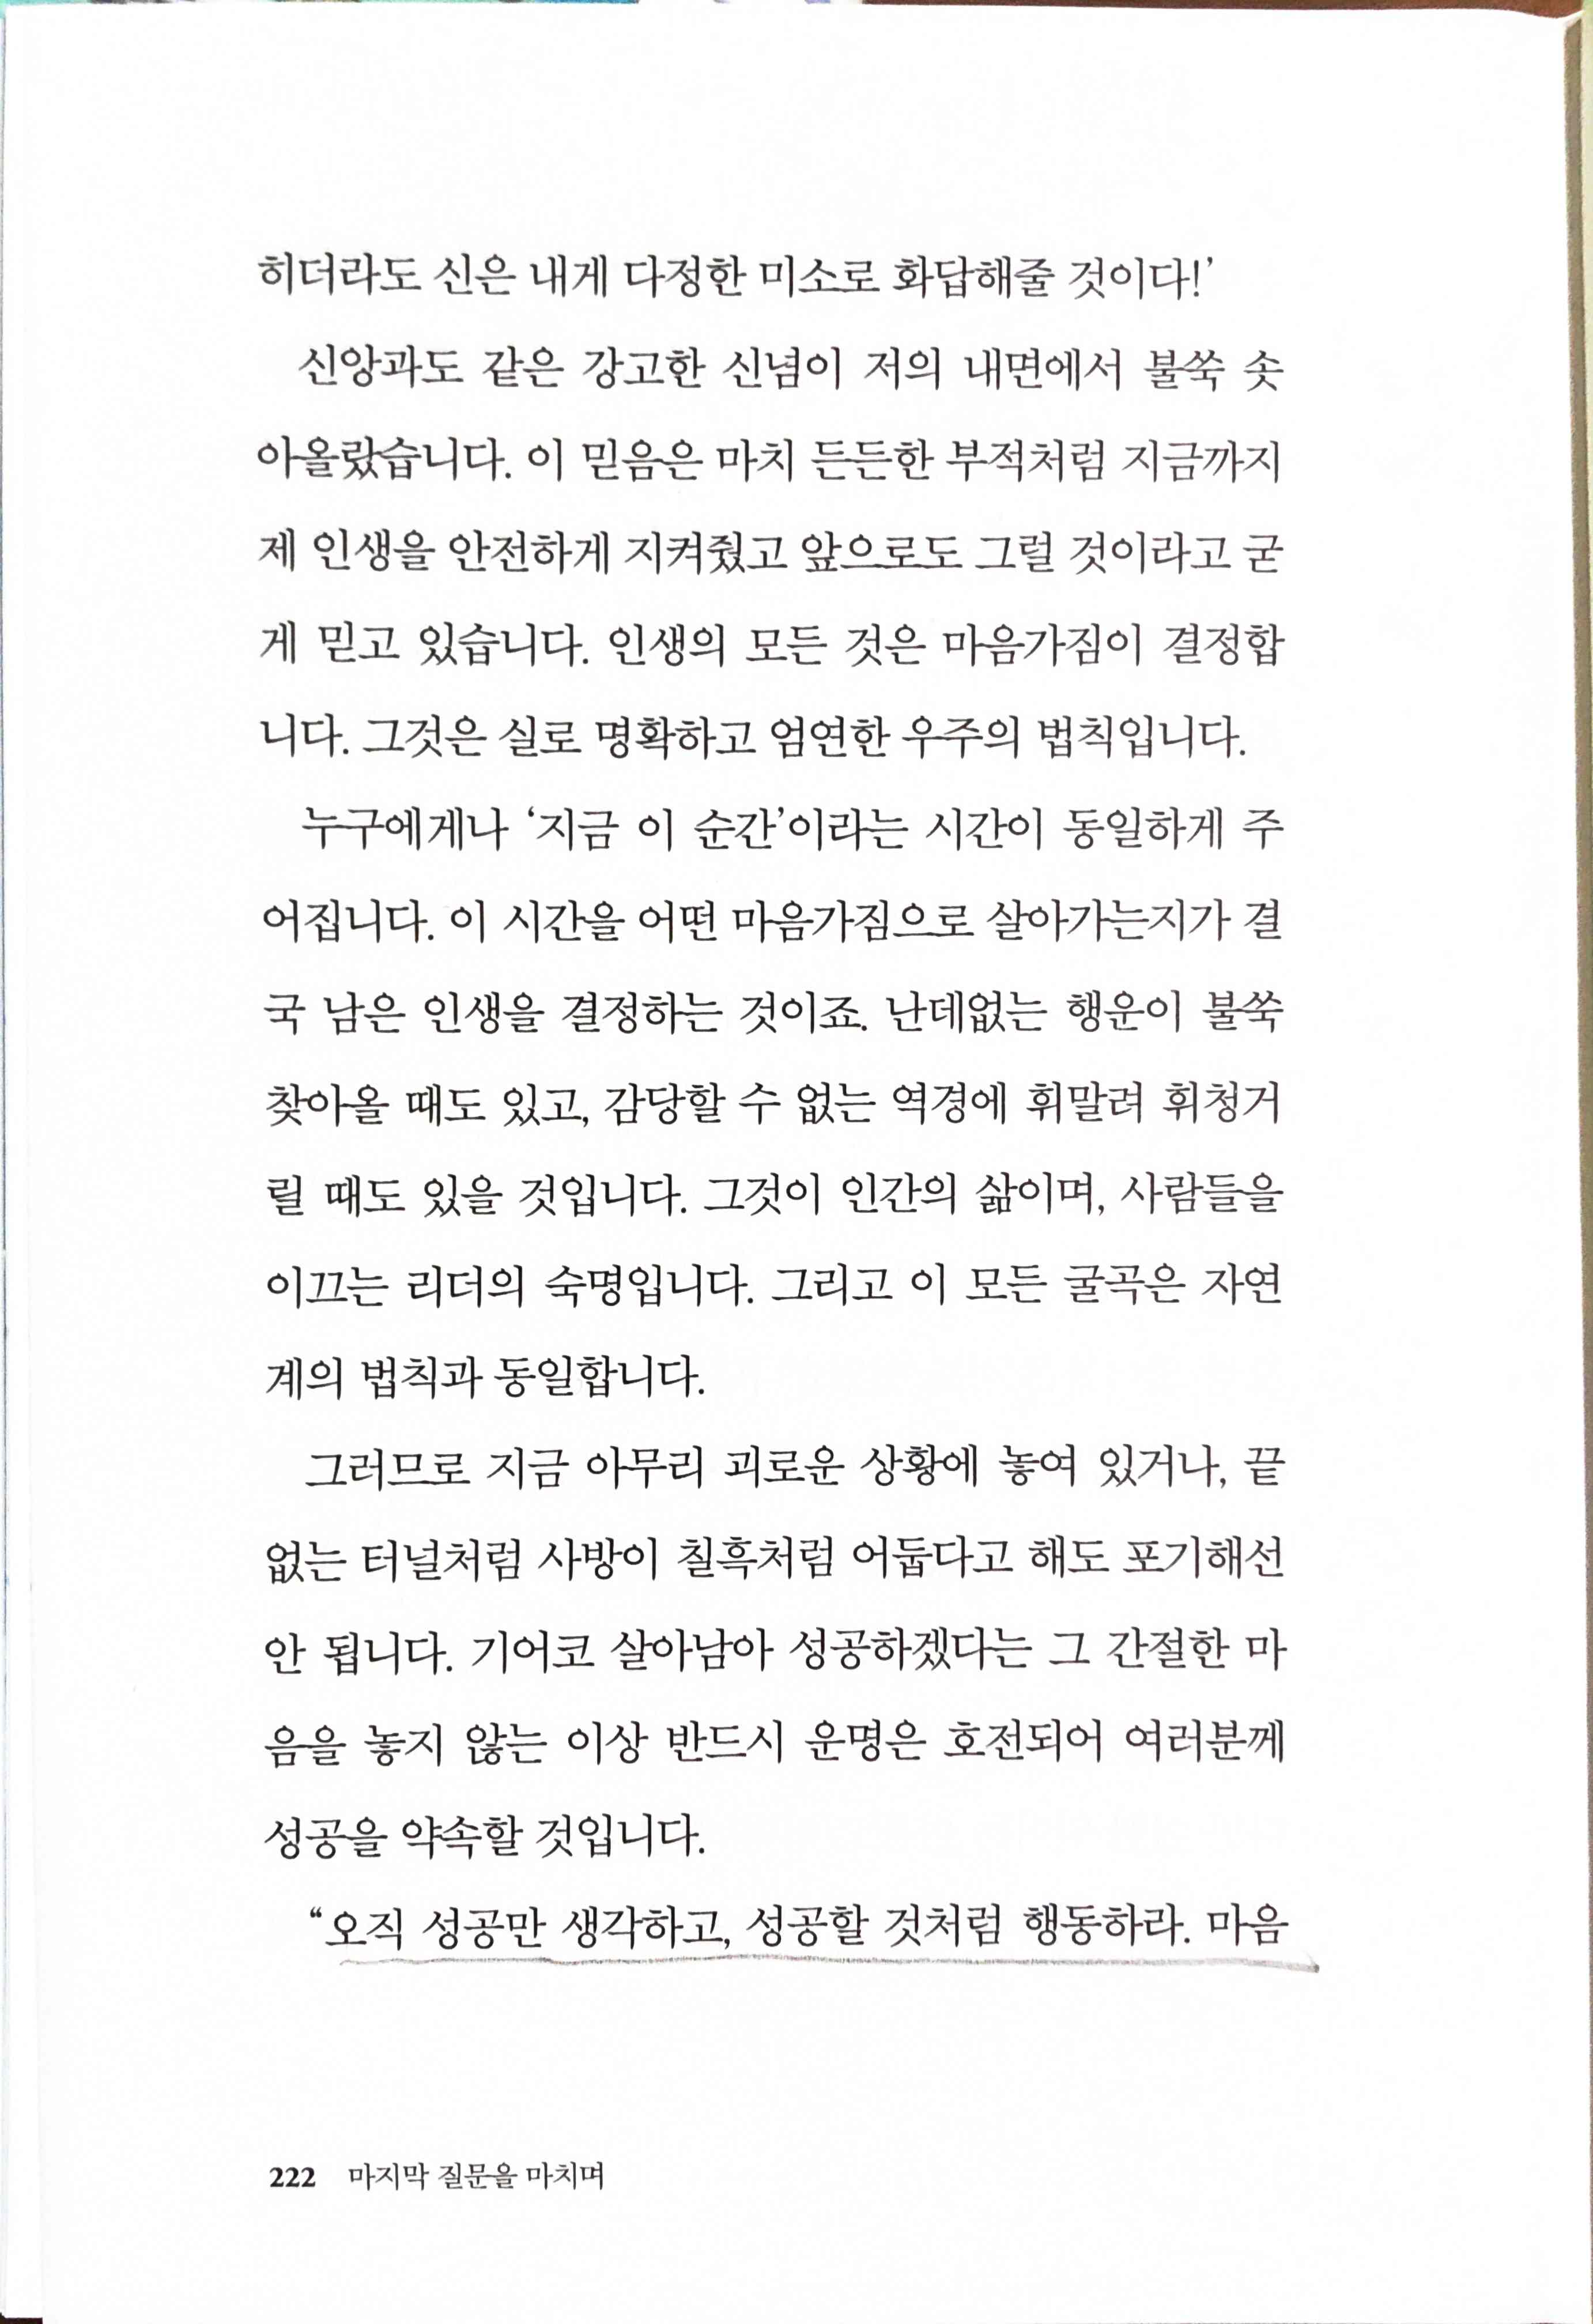 히더라도 신은 내게 다정한 미소로 화답해줄 것이다!’
신앙과도 같은 강고한 신념이 저의 내면에서 불쑥 솟
아올랐습니다. 이 믿음은 마치 든든한 부적처럼 지금까지
제 인생을 안전하게 지켜줬고 앞으로도 그럴 것이라고 굳
게 믿고 있습니다. 인생의 모든 것은 마음가짐이 결정합
니다. 그것은 실로 명확하고 엄연한 우주의 법칙입니다.
누구에게나 ‘지금 이 순간’이라는 시간이 동일하게 주
어집니다. 이 시간을 어떤 마음가짐으로 살아가는지가 결
국 남은 인생을 결정하는 것이죠. 난데없는 행운이 불쑥
찾아올 때도 있고, 감당할 수 없는 역경에 휘말려 휘청거
릴 때도 있을 것입니다. 그것이 인간의 삶이며, 사람들을
이끄는 리더의 숙명입니다. 그리고 이 모든 굴곡은 자연
계의 법칙과 동일합니다.
그러므로 지금 아무리 괴로운 상황에 놓여 있거나, 끝
없는 터널처럼 사방이 칠흑처럼 어둡다고 해도 포기해선
안 됩니다. 기어코 살아남아 성공하겠다는 그 간절한 마
음을 놓지 않는 이상 반드시 운명은 호전되어 여러분께
성공을 약속할 것입니다.
“오직 성공만 생각하고, 성공할 것처럼 행동하라. 마음
222 마지막 질문을 마치며